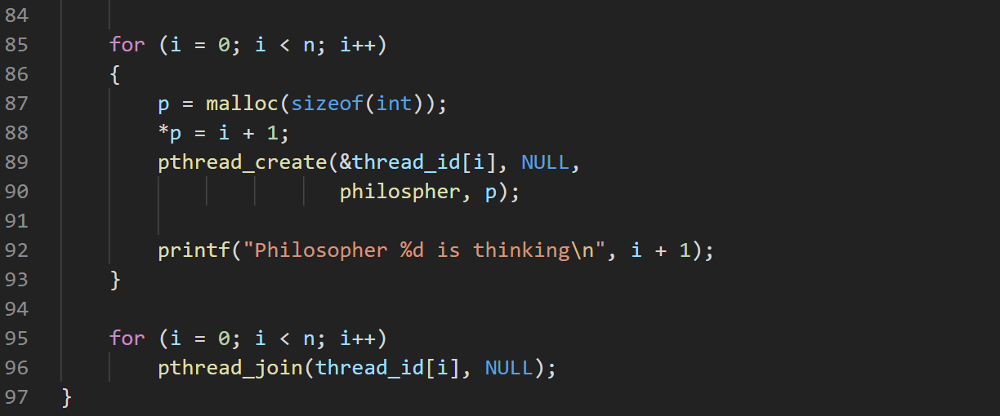 84
85 for (i = 0; i < n; i++)
86 {
87 p = malloc(sizeof(int));
88 *p = i + 1;
89 pthread_create(&thread_id[i], NULL,
90 philospher, p);
91
92 printf("Philosopher %d is thinking\n", i + 1);
93 }
94
95 for (i = 0; i < n; i++)
96 pthread_join(thread_id[i], NULL);
97 }